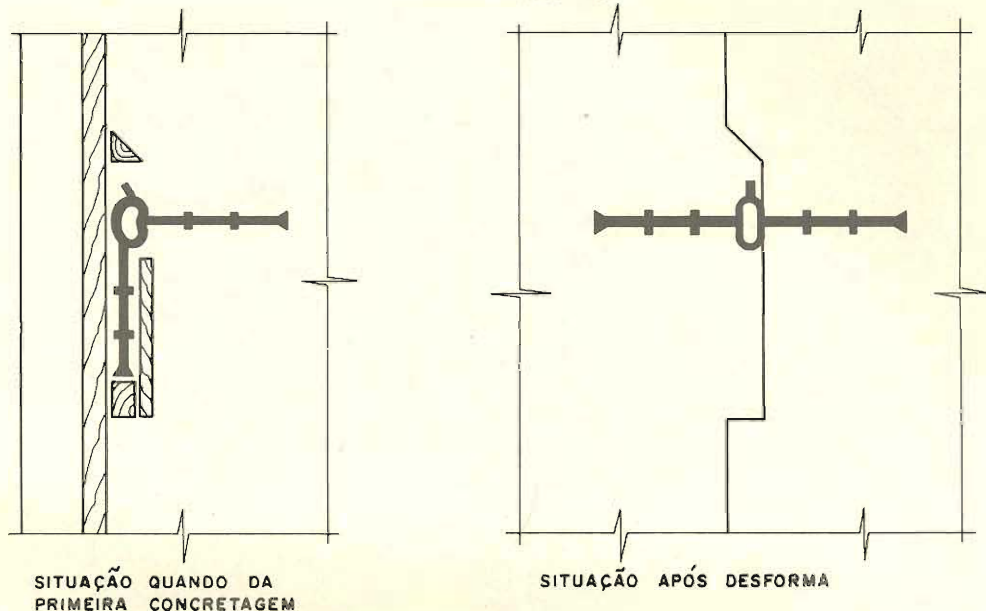 SITUAÇÃO QUANDO DA
PRIMEIRA CONCRETAGEM
SITUAÇÃO APÓS DESFORMA